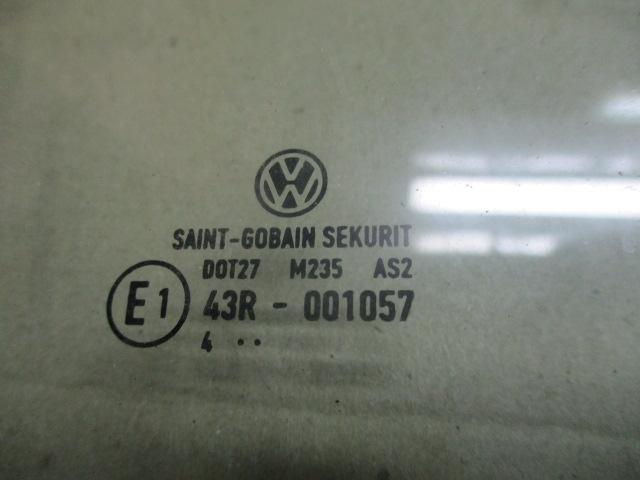 SAINT-GOBAIN SEKURIT
DOT27 M235 AS2
E1 43R - 001057
4 ··